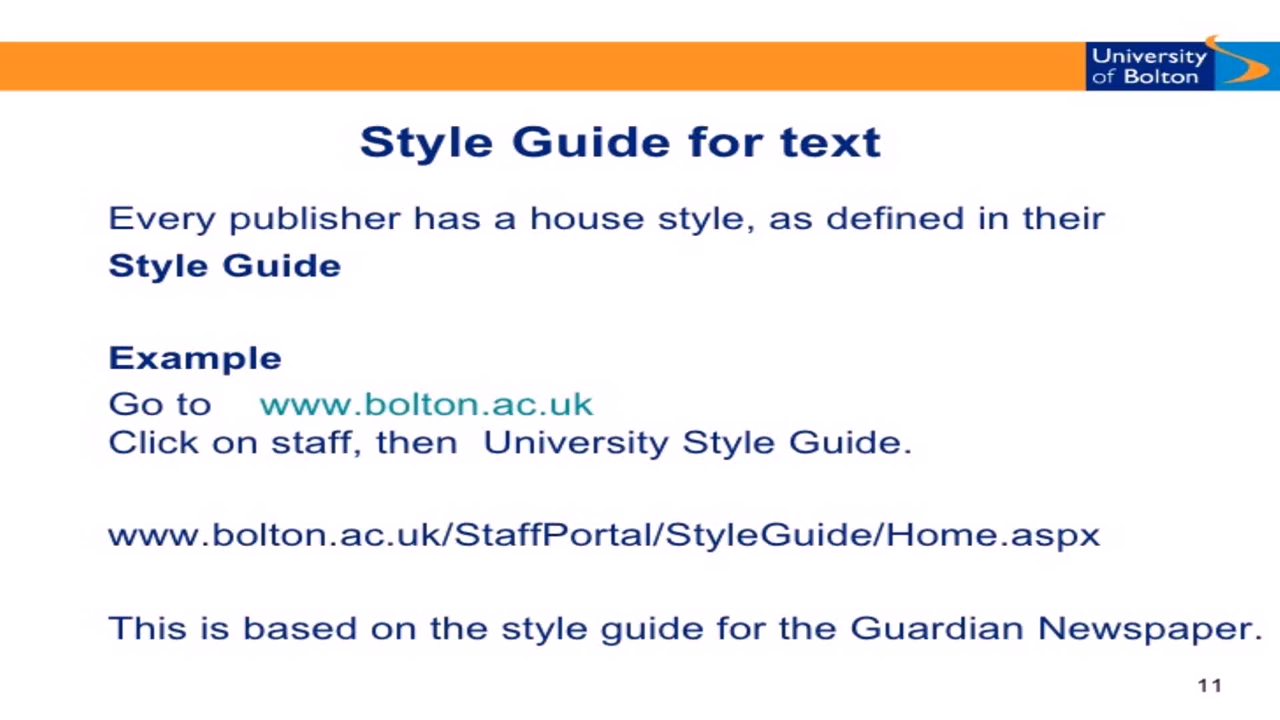 University
of Bolton
Style Guide for text
Every publisher has a house style, as defined in their
Style Guide
Example
Go to www.bolton.ac.uk
Click on staff, then University Style Guide.
www.bolton.ac.uk/StaffPortal/StyleGuide/Home.aspx
This is based on the style guide for the Guardian Newspaper.
11